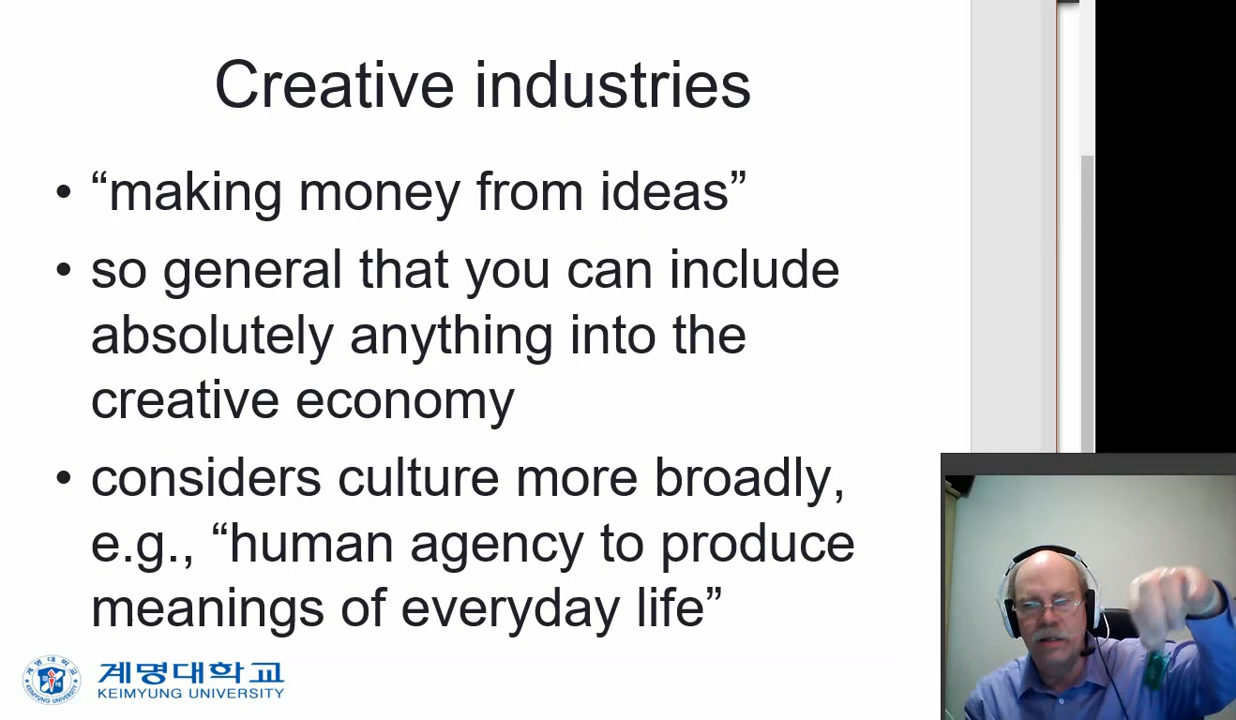 Creative industries
• “making money from ideas”
• so general that you can include
absolutely anything into the
creative economy
• considers culture more broadly,
e.g., “human agency to produce
meanings of everyday life”
계명대학교
KEIMYUNG UNIVERSITY